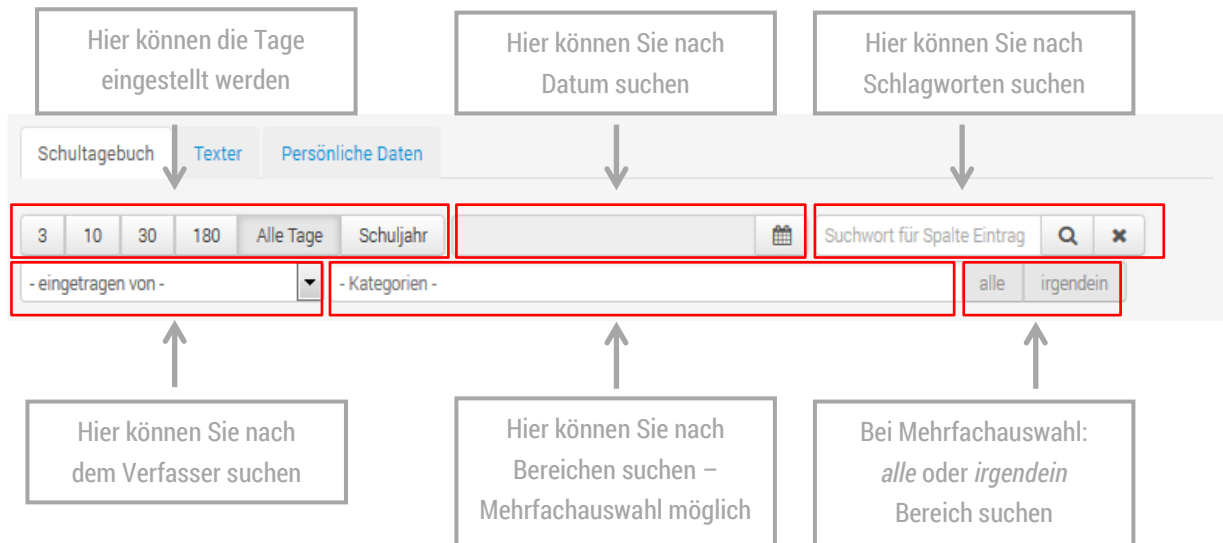 Hier können die Tage
eingestellt werden
Hier können Sie nach
Datum suchen
Hier können Sie nach
Schlagworten suchen
Schultagebuch Texter Persönliche Daten
3 10 30 180 Alle Tage Schuljahr Suchwort für Spalte Eintrag
- eingetragen von - - Kategorien - alle irgendein
Hier können Sie nach
dem Verfasser suchen
Hier können Sie nach
Bereichen suchen –
Mehrfachauswahl möglich
Bei Mehrfachauswahl:
alle oder irgendein
Bereich suchen